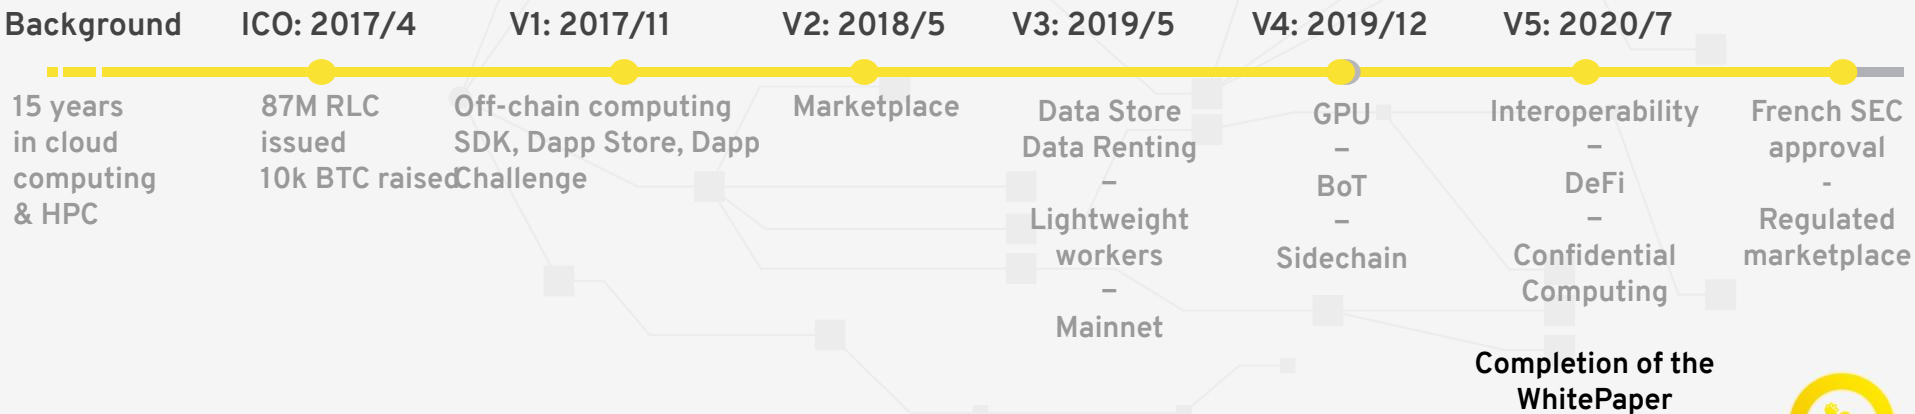 Background
15 years
in cloud
computing
& HPC
ICO: 2017/4
87M RLC
issued
10k BTC raised
V1: 2017/11
Off-chain computing
SDK, Dapp Store, Dapp
Challenge
V2: 2018/5
Marketplace
V3: 2019/5
Data Store
Data Renting
–
Lightweight
workers
–
Mainnet
V4: 2019/12
GPU
–
BoT
–
Sidechain
V5: 2020/7
Interoperability
–
DeFi
–
Confidential
Computing
Completion of the
WhitePaper
French SEC
approval
-
Regulated
marketplace